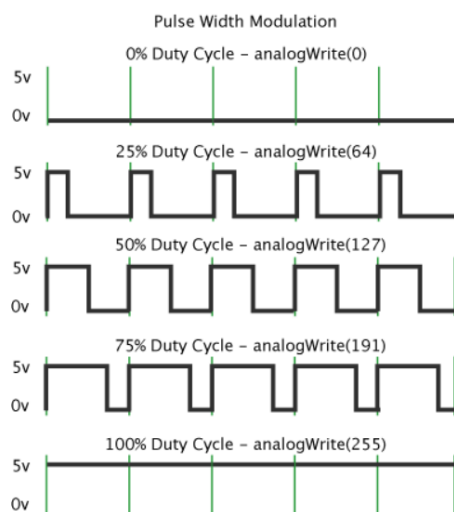 Pulse Width Modulation
0% Duty Cycle – analogWrite(0)
5v
0v
25% Duty Cycle – analogWrite(64)
5v
0v
50% Duty Cycle – analogWrite(127)
5v
0v
75% Duty Cycle – analogWrite(191)
5v
0v
100% Duty Cycle – analogWrite(255)
5v
0v